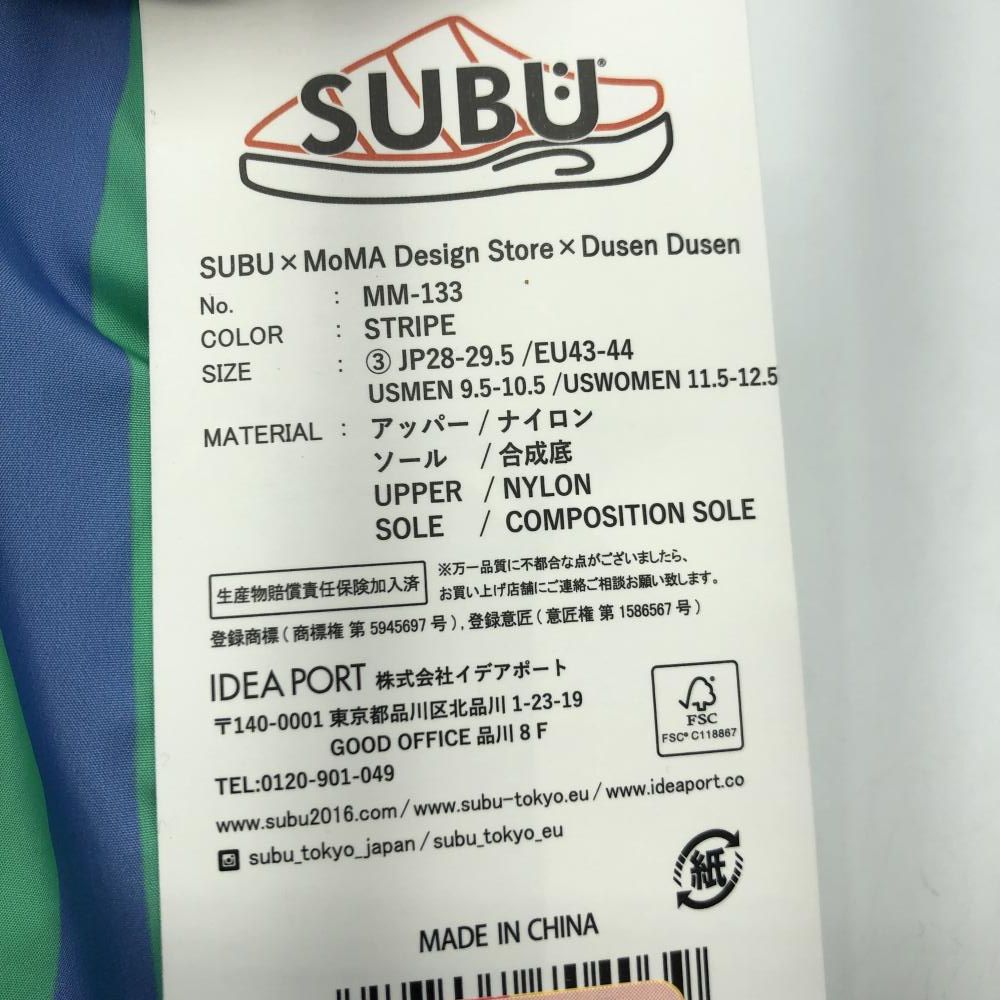 SUBU®
SUBU×MoMA Design Store×Dusen Dusen
No. : MM-133
COLOR : STRIPE
SIZE : ③ JP28-29.5 /EU43-44
USMEN 9.5-10.5 /USWOMEN 11.5-12.5
MATERIAL : アッパー / ナイロン
ソール / 合成底
UPPER / NYLON
SOLE / COMPOSITION SOLE
生産物賠償責任保険加入済
※万一品質に不都合な点がございましたら、
お買い上げ店舗にご連絡ご相談お願い致します。
登録商標 ( 商標権 第 5945697 号 ) , 登録意匠 ( 意匠権 第 1586567 号 )
IDEA PORT 株式会社イデアポート
〒140-0001 東京都品川区北品川 1-23-19
GOOD OFFICE 品川 8 F
FSC
FSC® C118867
TEL:0120-901-049
www.subu2016.com / www.subu-tokyo.eu / www.ideaport.co
subu_tokyo_japan / subu_tokyo_eu
紙
MADE IN CHINA